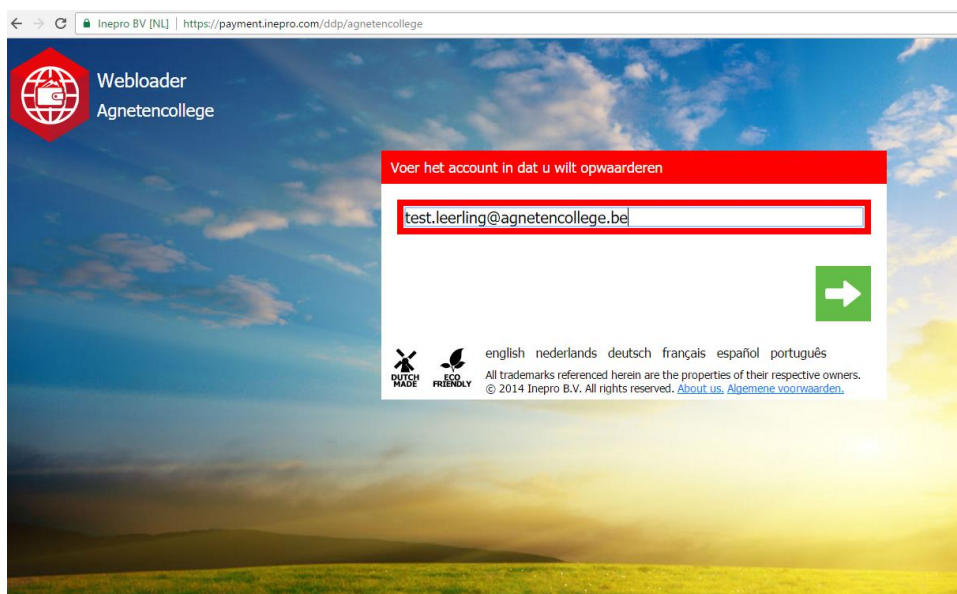 Inepro BV [NL] | https://payment.inepro.com/ddp/agnetencollege
Webloader
Agnetencollege
Voer het account in dat u wilt opwaarderen
test.leerling@agnetencollege.be
DUTCH MADE
ECO FRIENDLY
english nederlands deutsch français español português
All trademarks referenced herein are the properties of their respective owners.
© 2014 Inepro B.V. All rights reserved. About us. Algemene voorwaarden.